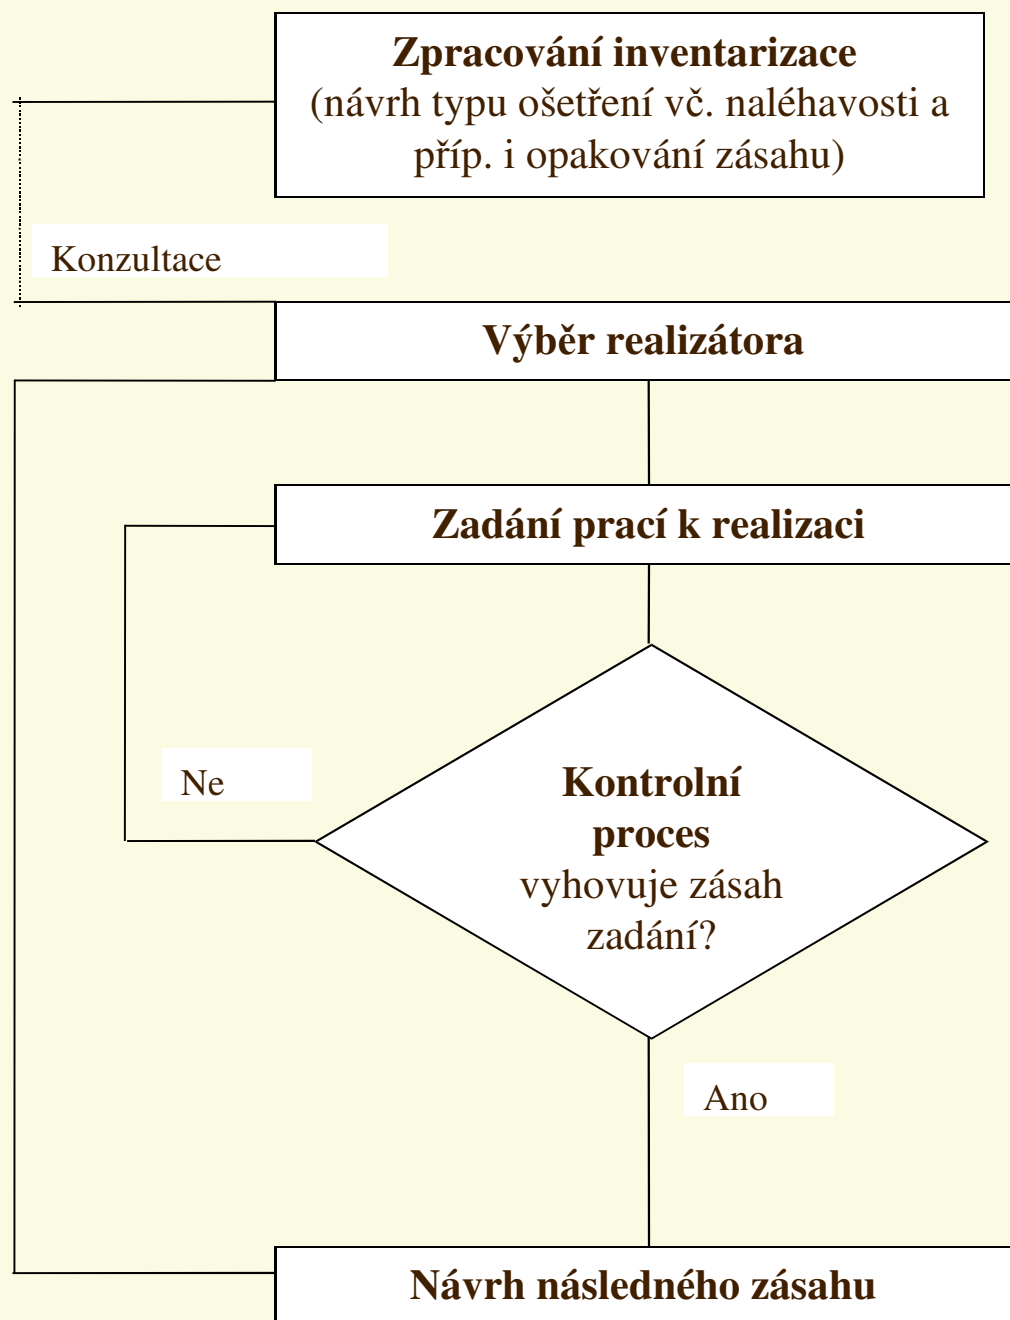 Zpracování inventarizace
(návrh typu ošetření vč. naléhavosti a
příp. i opakování zásahu)
Konzultace
Výběr realizátora
Zadání prací k realizaci
Ne
Kontrolní
proces
vyhovuje zásah
zadání?
Ano
Návrh následného zásahu